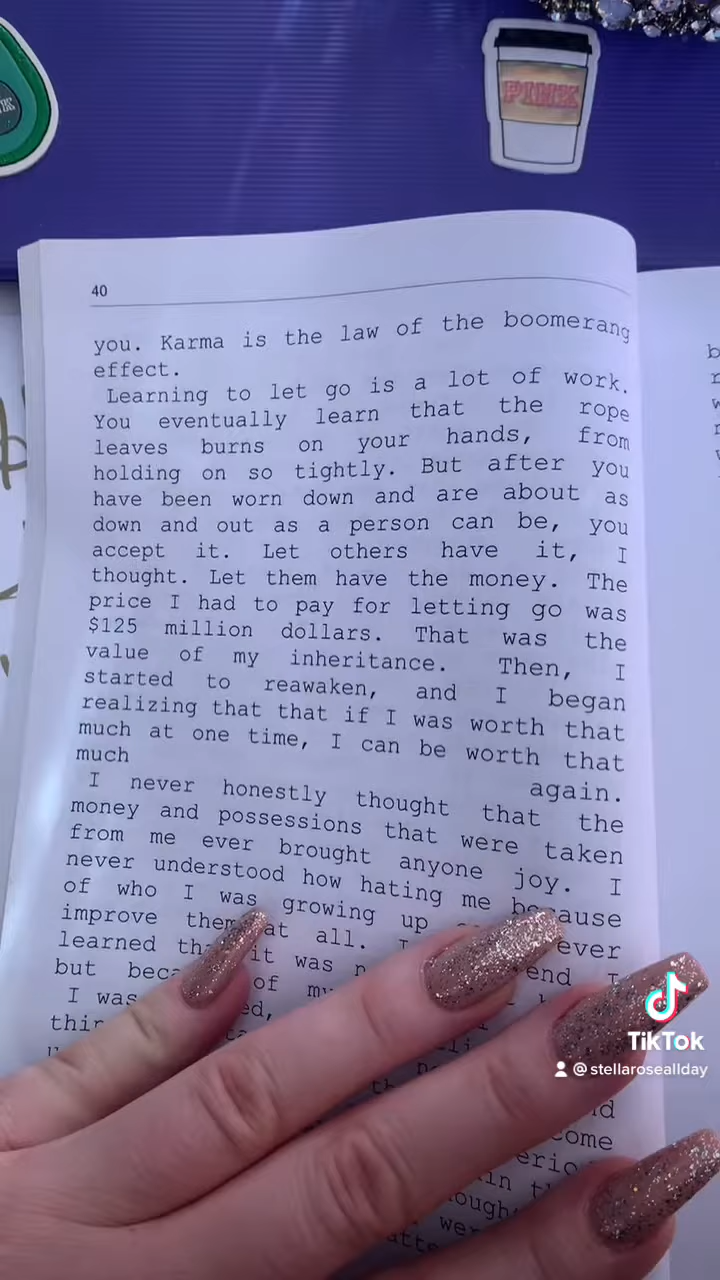 PINK
40
you. Karma is the law of the boomerang
effect.
Learning to let go is a lot of work.
You eventually learn that the rope
leaves burns on your hands, from
holding on so tightly. But after you
have been worn down and are about as
down and out as a person can be, you
accept it. Let others have it, I
thought. Let them have the money. The
price I had to pay for letting go was
$125 million dollars. That was the
value of my inheritance. Then, I
started to reawaken, and I began
realizing that that if I was worth that
much at one time, I can be worth that
much again.
I never honestly thought that the
money and possessions that were taken
from me ever brought anyone joy. I
never understood how hating me because
of who I was growing up ever
improve them at all.
learned it was
but of
I was
TikTok
@stellaroseallday